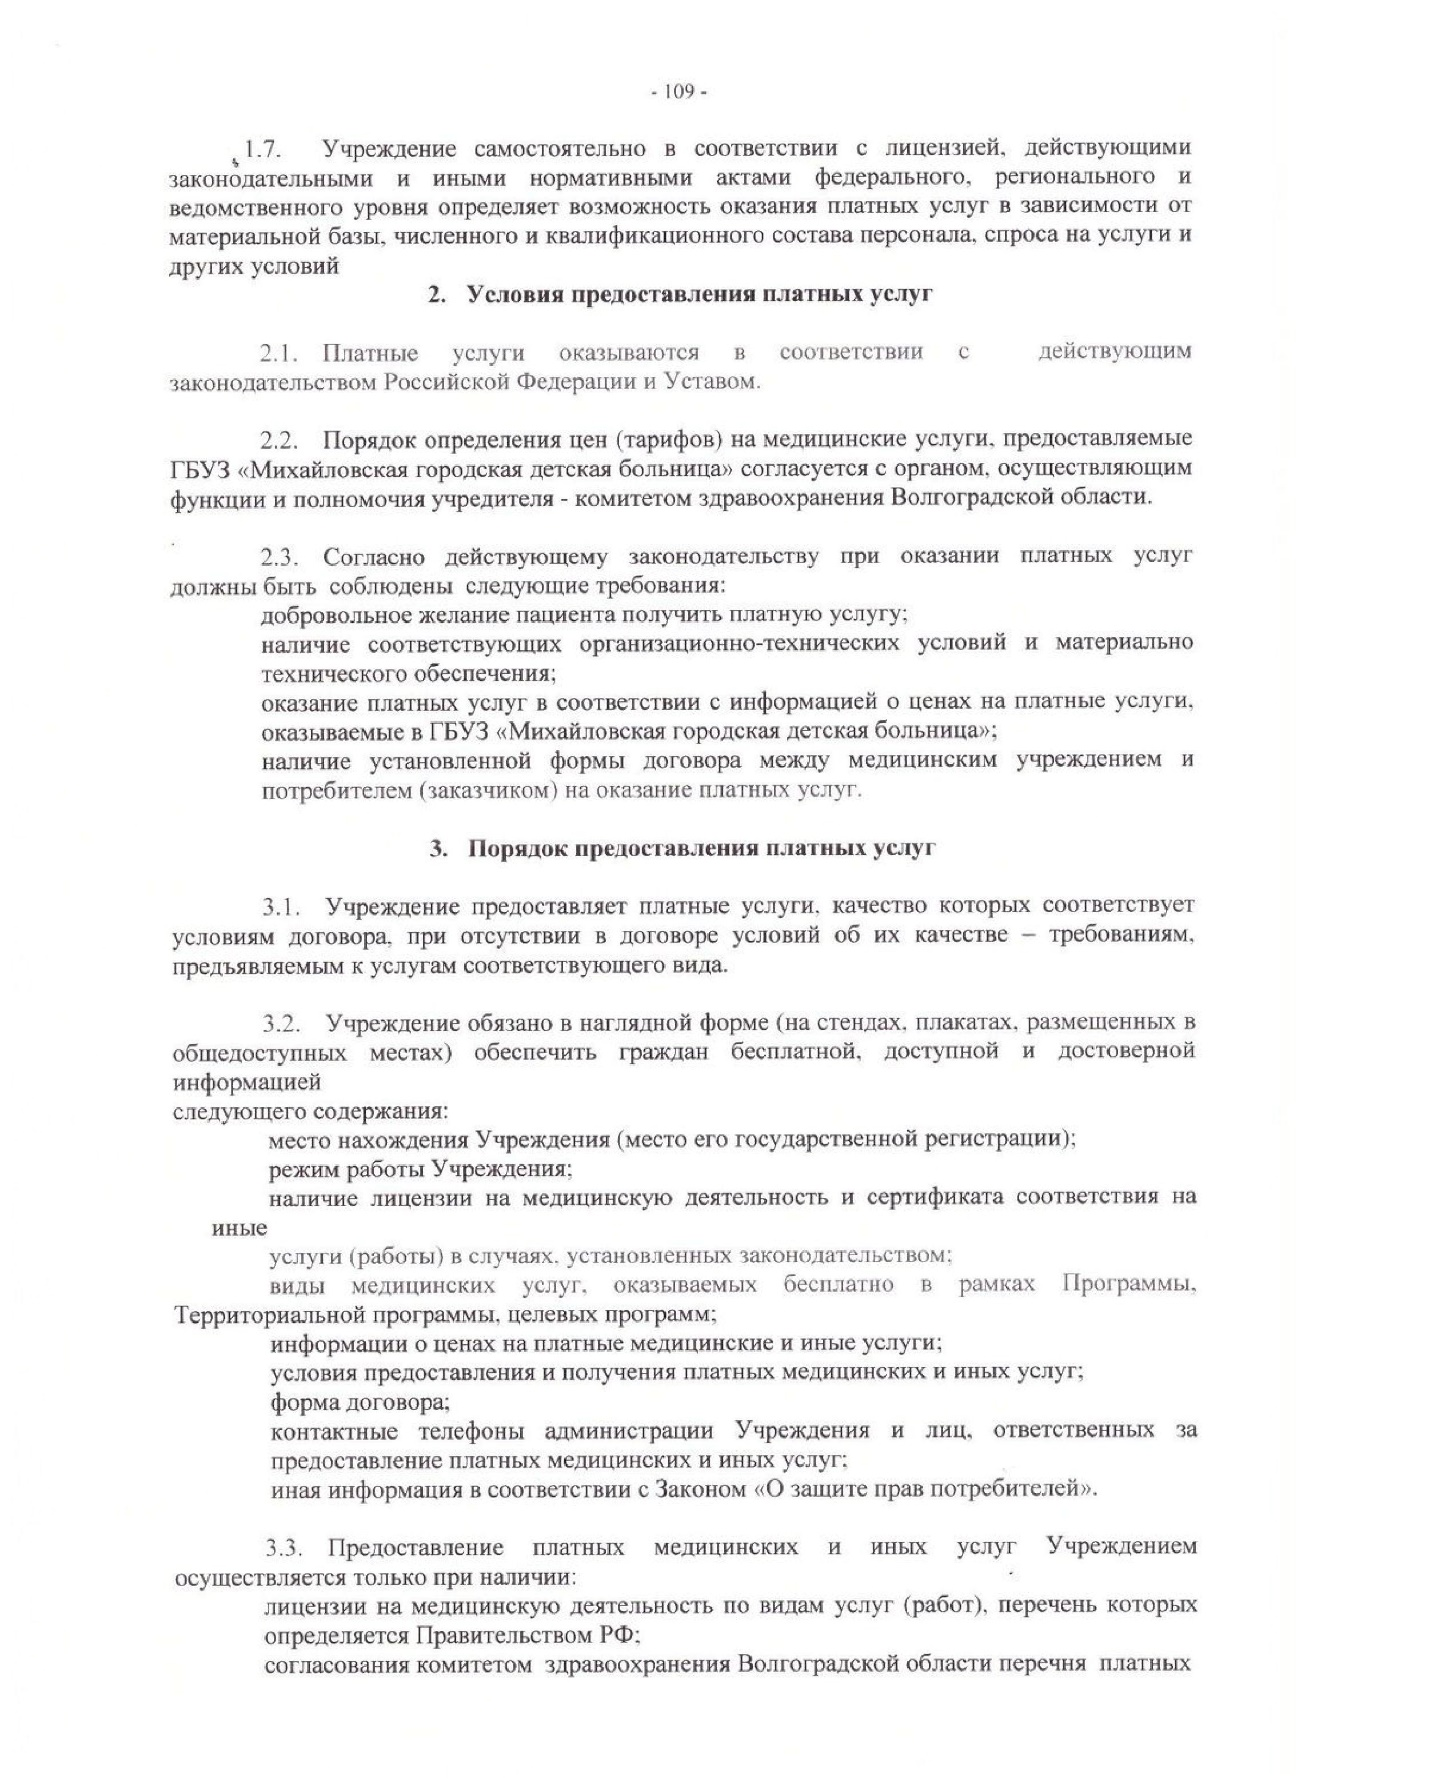 - 109 -
1.7. Учреждение самостоятельно в соответствии с лицензией, действующими
законодательными и иными нормативными актами федерального, регионального и
ведомственного уровня определяет возможность оказания платных услуг в зависимости от
материальной базы, численного и квалификационного состава персонала, спроса на услуги и
других условий
2. Условия предоставления платных услуг
2.1. Платные услуги оказываются в соответствии с действующим
законодательством Российской Федерации и Уставом.
2.2. Порядок определения цен (тарифов) на медицинские услуги, предоставляемые
ГБУЗ «Михайловская городская детская больница» согласуется с органом, осуществляющим
функции и полномочия учредителя - комитетом здравоохранения Волгоградской области.
2.3. Согласно действующему законодательству при оказании платных услуг
должны быть соблюдены следующие требования:
добровольное желание пациента получить платную услугу;
наличие соответствующих организационно-технических условий и материально
технического обеспечения;
оказание платных услуг в соответствии с информацией о ценах на платные услуги,
оказываемые в ГБУЗ «Михайловская городская детская больница»;
наличие установленной формы договора между медицинским учреждением и
потребителем (заказчиком) на оказание платных услуг.
3. Порядок предоставления платных услуг
3.1. Учреждение предоставляет платные услуги, качество которых соответствует
условиям договора, при отсутствии в договоре условий об их качестве – требованиям,
предъявляемым к услугам соответствующего вида.
3.2. Учреждение обязано в наглядной форме (на стендах, плакатах, размещенных в
общедоступных местах) обеспечить граждан бесплатной, доступной и достоверной
информацией
следующего содержания:
место нахождения Учреждения (место его государственной регистрации);
режим работы Учреждения;
наличие лицензии на медицинскую деятельность и сертификата соответствия на
иные
услуги (работы) в случаях, установленных законодательством;
виды медицинских услуг, оказываемых бесплатно в рамках Программы,
Территориальной программы, целевых программ;
информации о ценах на платные медицинские и иные услуги;
условия предоставления и получения платных медицинских и иных услуг;
форма договора;
контактные телефоны администрации Учреждения и лиц, ответственных за
предоставление платных медицинских и иных услуг;
иная информация в соответствии с Законом «О защите прав потребителей».
3.3. Предоставление платных медицинских и иных услуг Учреждением
осуществляется только при наличии:
лицензии на медицинскую деятельность по видам услуг (работ), перечень которых
определяется Правительством РФ;
согласования комитетом здравоохранения Волгоградской области перечня платных